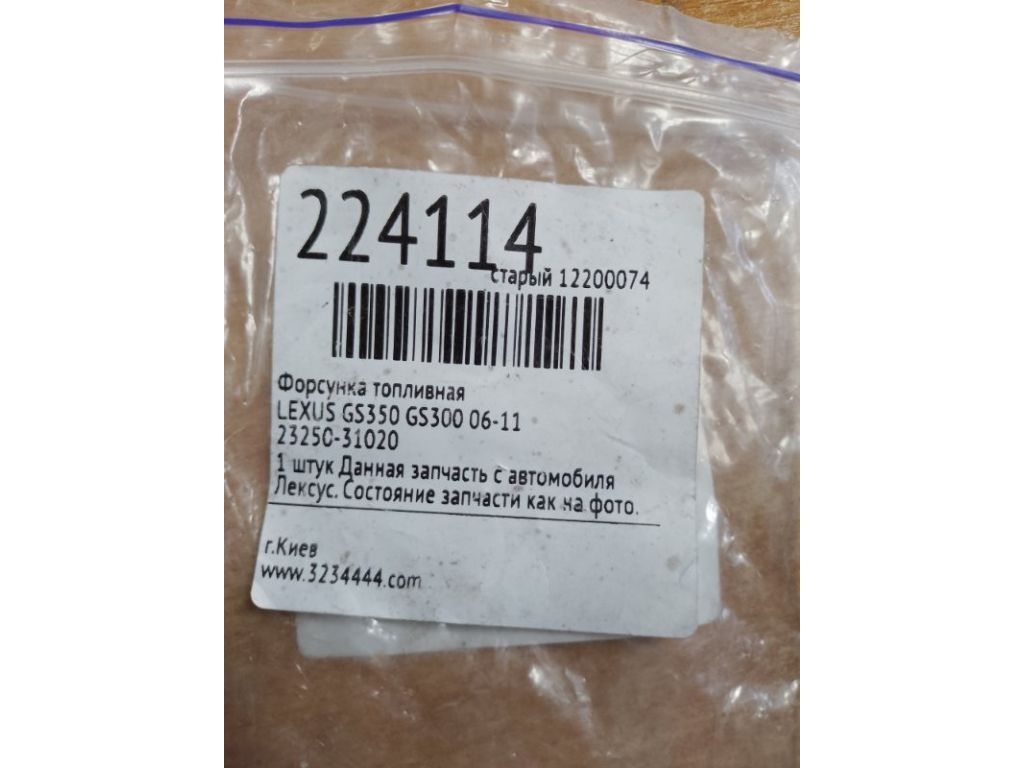 224114
старый 12200074
Форсунка топливная
LEXUS GS350 GS300 06-11
23250-31020
1 штук Данная запчасть с автомобиля
Лексус. Состояние запчасти как на фото.
г.Киев
www.3234444.com